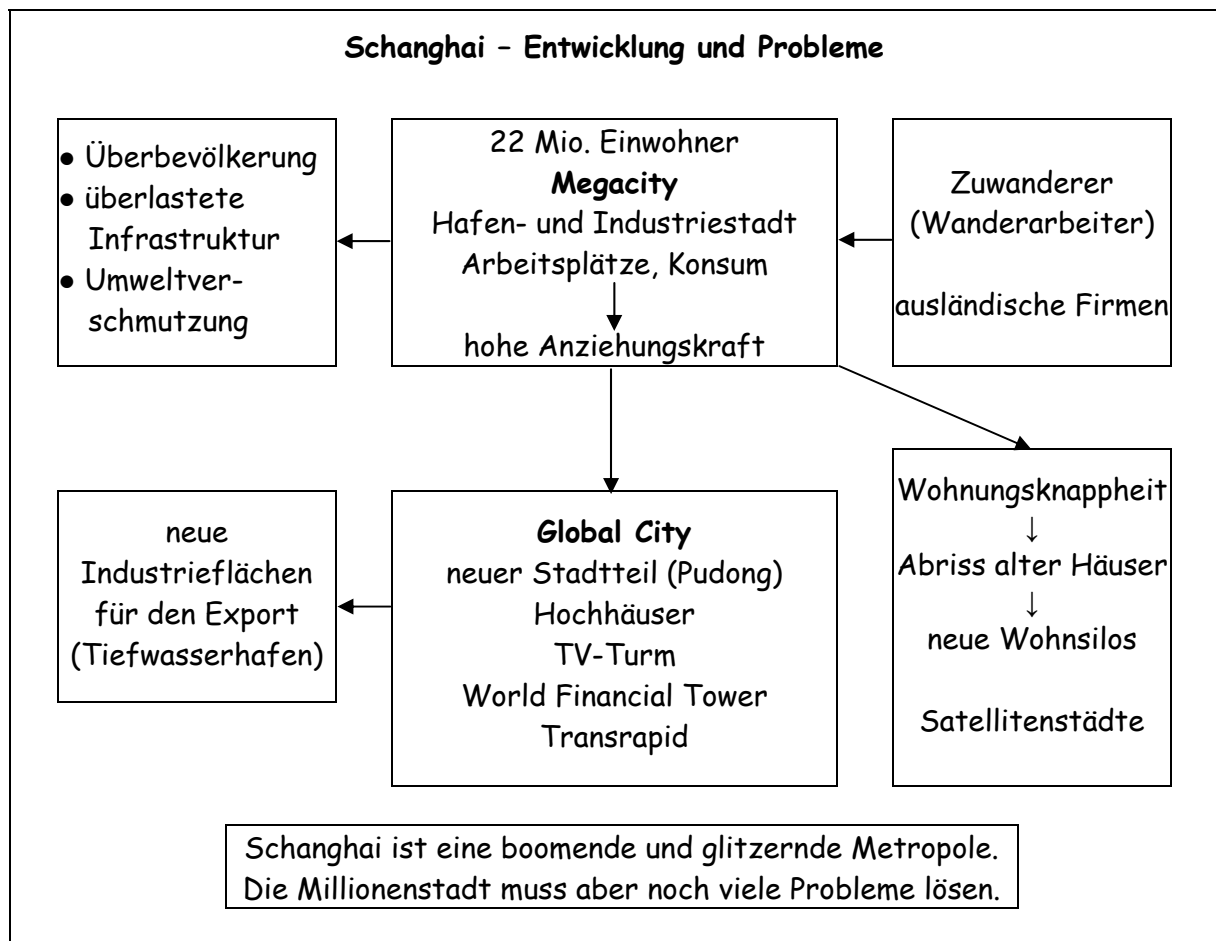 Schanghai – Entwicklung und Probleme
● Überbevölkerung
● überlastete
Infrastruktur
● Umweltver-
schmutzung
22 Mio. Einwohner
Megacity
Hafen- und Industriestadt
Arbeitsplätze, Konsum
hohe Anziehungskraft
Zuwanderer
(Wanderarbeiter)
ausländische Firmen
neue
Industrieflächen
für den Export
(Tiefwasserhafen)
Global City
neuer Stadtteil (Pudong)
Hochhäuser
TV-Turm
World Financial Tower
Transrapid
Wohnungsknappheit
↓
Abriss alter Häuser
↓
neue Wohnsilos
Satellitenstädte
Schanghai ist eine boomende und glitzernde Metropole.
Die Millionenstadt muss aber noch viele Probleme lösen.